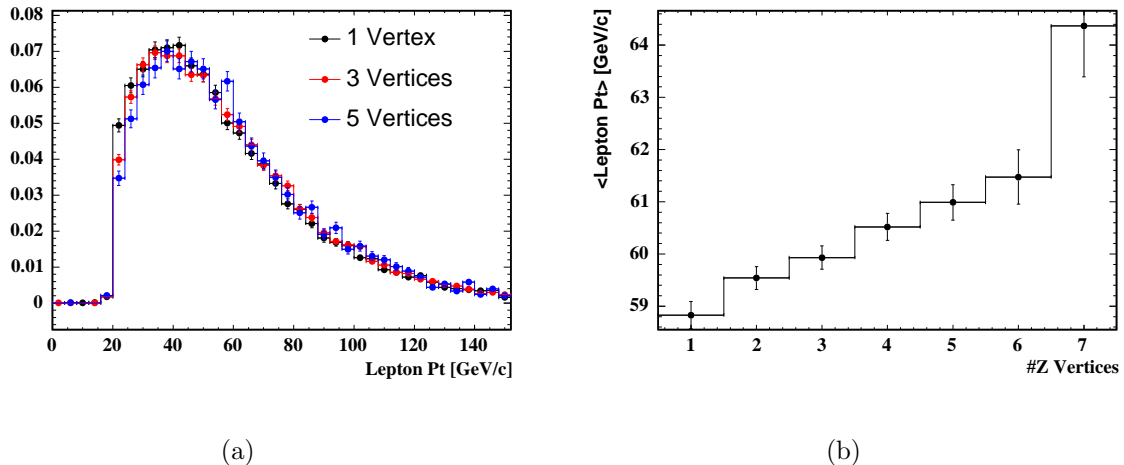 0.08
0.07
0.06
0.05
0.04
0.03
0.02
0.01
0
1 Vertex
3 Vertices
5 Vertices
0 20 40 60 80 100 120 140
Lepton Pt [GeV/c]
(a)
<Lepton Pt> [GeV/c]
64
63
62
61
60
59
1 2 3 4 5 6 7
#Z Vertices
(b)